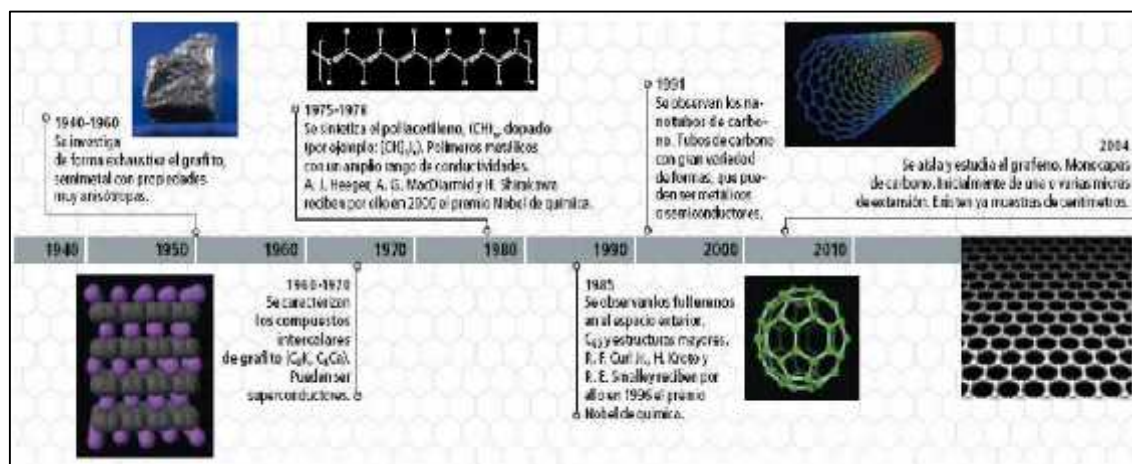 1940-1960
Se investiga
de forma exhaustiva el grafito,
semimetal con propiedades
muy anisótropas.
1975-1978
Se sintetiza el poliacetileno, (CH)ₙ, dopado
(por ejemplo: [CH]
Polímeros metálicos
con un amplio rango de conductividades.
A. J. Heeger, A. G. MacDiarmid y H. Shirakawa
reciben por ello en 2000 el premio Nobel de química.
1991
Se observan los na-
notubos de carbo-
no. Tubos de carbono
con gran variedad
de formas, que pue-
den ser metálicos
o semiconductores.
2004
Se aísla y estudia el grafeno. Monocapas
de carbono. Inicialmente de una o varias micras
de extensión. Existen ya muestras de centímetros.
1940 1950 1960 1970 1980 1990 2000 2010
1960-1970
Se caracterizan
los compuestos
intercalares
de grafito (C₈K, C₆Ca).
Pueden ser
superconductores.
1985
Se observan los fullerenos
en el espacio exterior,
C₆₀ y estructuras mayores.
R. F. Curl Jr., H. Kroto y
R. E. Smalley reciben por
ello en 1996 el premio
Nobel de química.